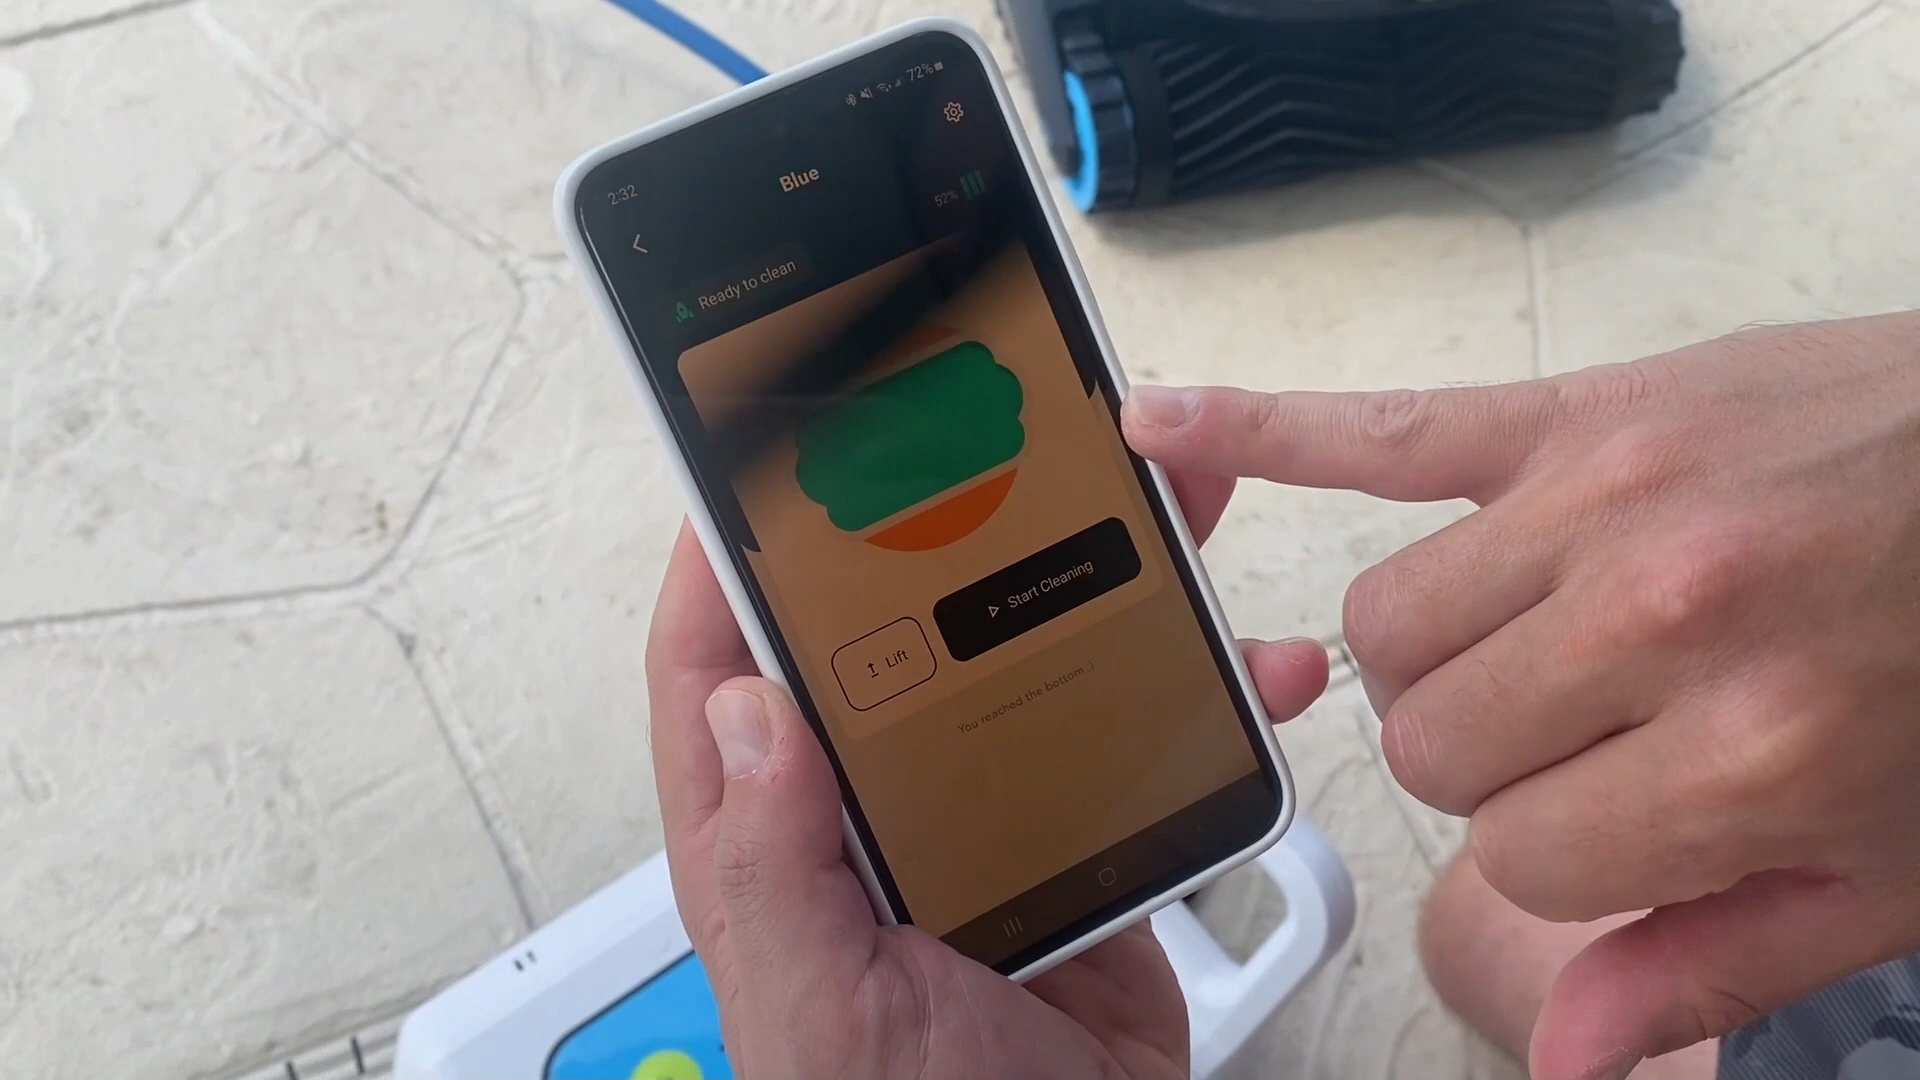 2:32
72%
Blue
52%
Ready to clean
Start Cleaning
Lift
You reached the bottom ;)